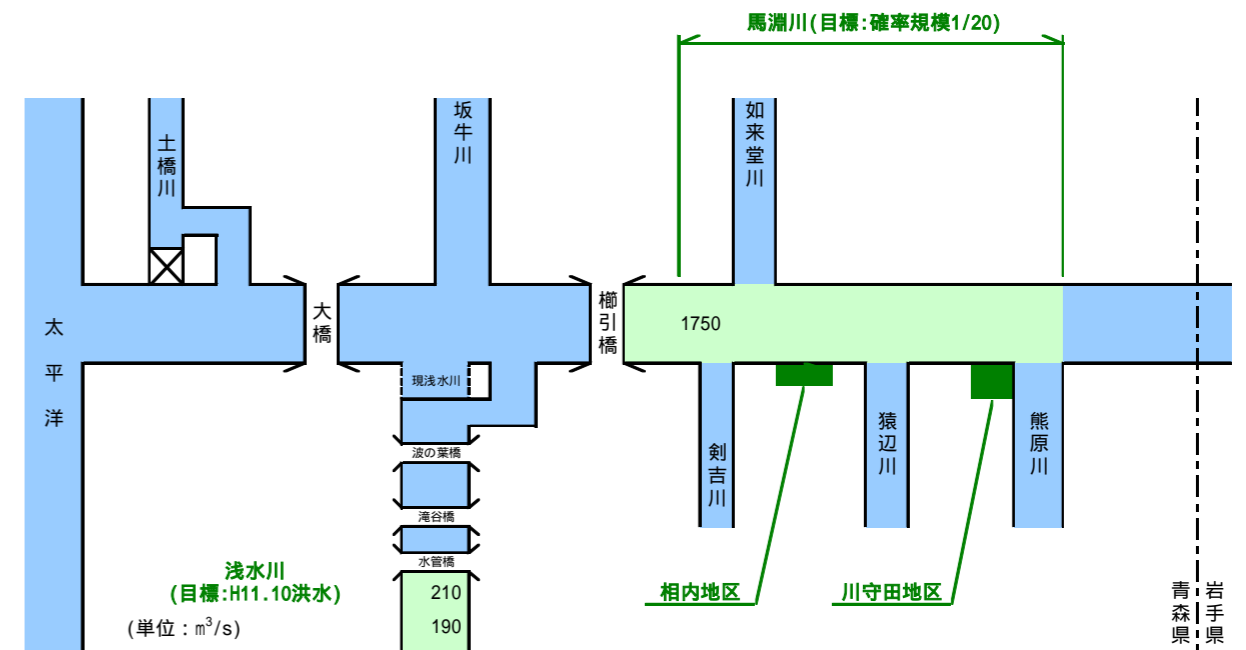 馬淵川(目標:確率規模1/20)
土橋川
坂牛川
如来堂川
太平洋
大橋
櫛引橋
1750
現浅水川
波の葉橋
滝谷橋
水管橋
剣吉川
猿辺川
熊原川
浅水川
(目標:H11.10洪水)
(単位：m³/s)
210
190
相内地区
川守田地区
青森県
岩手県